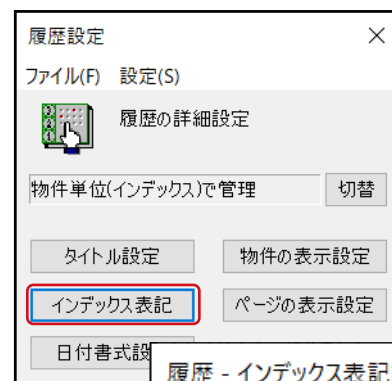 履歴設定
ファイル(F) 設定(S)
履歴の詳細設定
物件単位(インデックス)で管理 切替
タイトル設定 物件の表示設定
インデックス表記 ページの表示設定
日付書式設
履歴 - インデックス表記